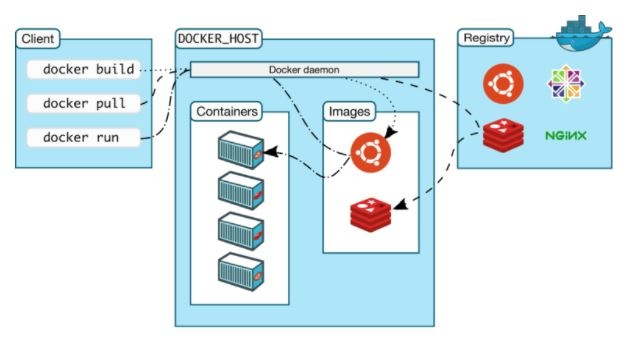 Client
docker build
docker pull
docker run
DOCKER_HOST
Docker daemon
Containers
Images
Registry
NGINX